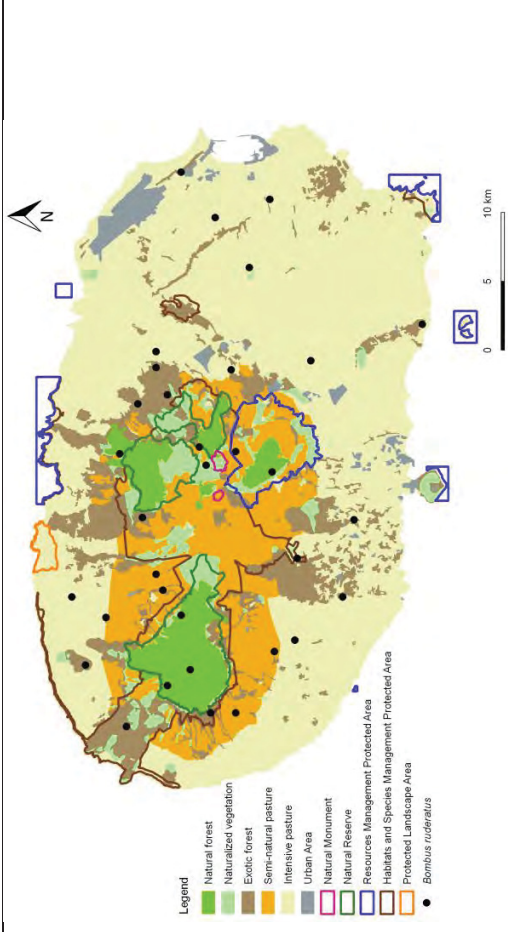 N
Legend
Natural forest
Naturalized vegetation
Exotic forest
Semi-natural pasture
Intensive pasture
Urban Area
Natural Monument
Natural Reserve
Resources Management Protected Area
Habitats and Species Management Protected Area
Protected Landscape Area
Bombus ruderatus
0 5 10 km